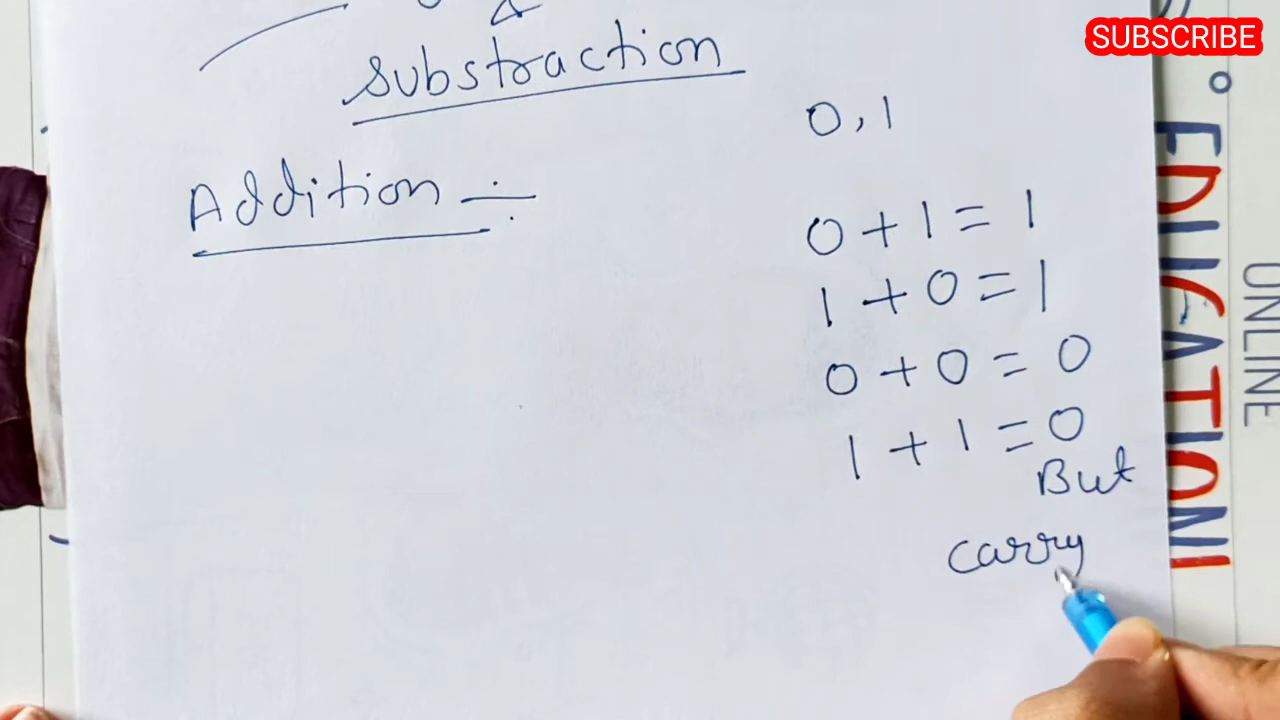 SUBSCRIBE
&
Substraction
0, 1
Addition ÷
0 + 1 = 1
1 + 0 = 1
0 + 0 = 0
1 + 1 = 0
But
carry
EDUCATION
ONLINE